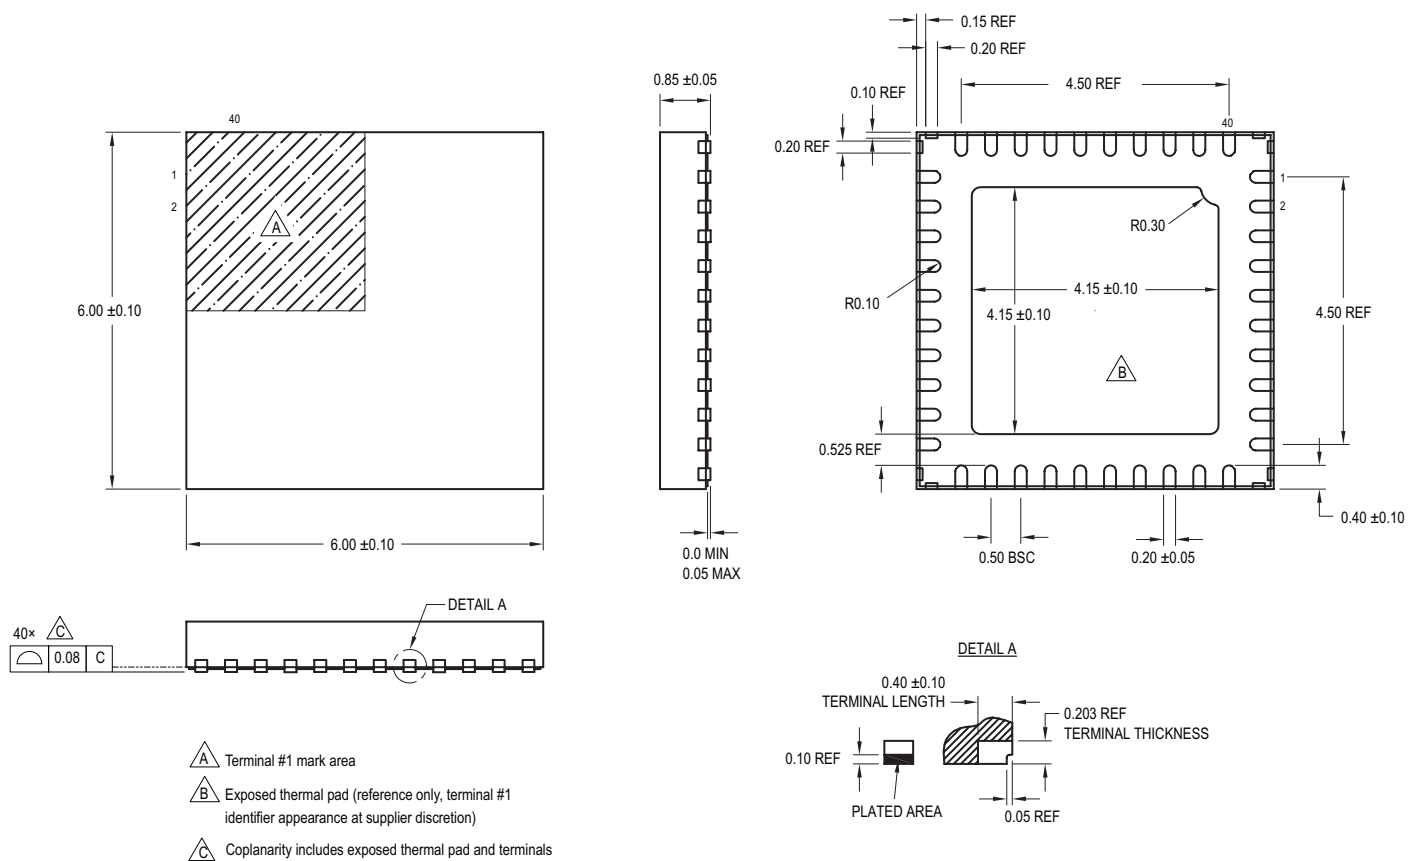 40
1
2
A
6.00 ±0.10
6.00 ±0.10
0.85 ±0.05
0.0 MIN
0.05 MAX
0.15 REF
0.20 REF
4.50 REF
0.10 REF
0.20 REF
40
1
2
R0.30
R0.10
4.15 ±0.10
4.15 ±0.10
4.50 REF
B
0.525 REF
0.40 ±0.10
0.50 BSC
0.20 ±0.05
DETAIL A
40× C
0.08 C
DETAIL A
0.40 ±0.10
TERMINAL LENGTH
0.203 REF
TERMINAL THICKNESS
0.10 REF
PLATED AREA
0.05 REF
A Terminal #1 mark area
B Exposed thermal pad (reference only, terminal #1
identifier appearance at supplier discretion)
C Coplanarity includes exposed thermal pad and terminals